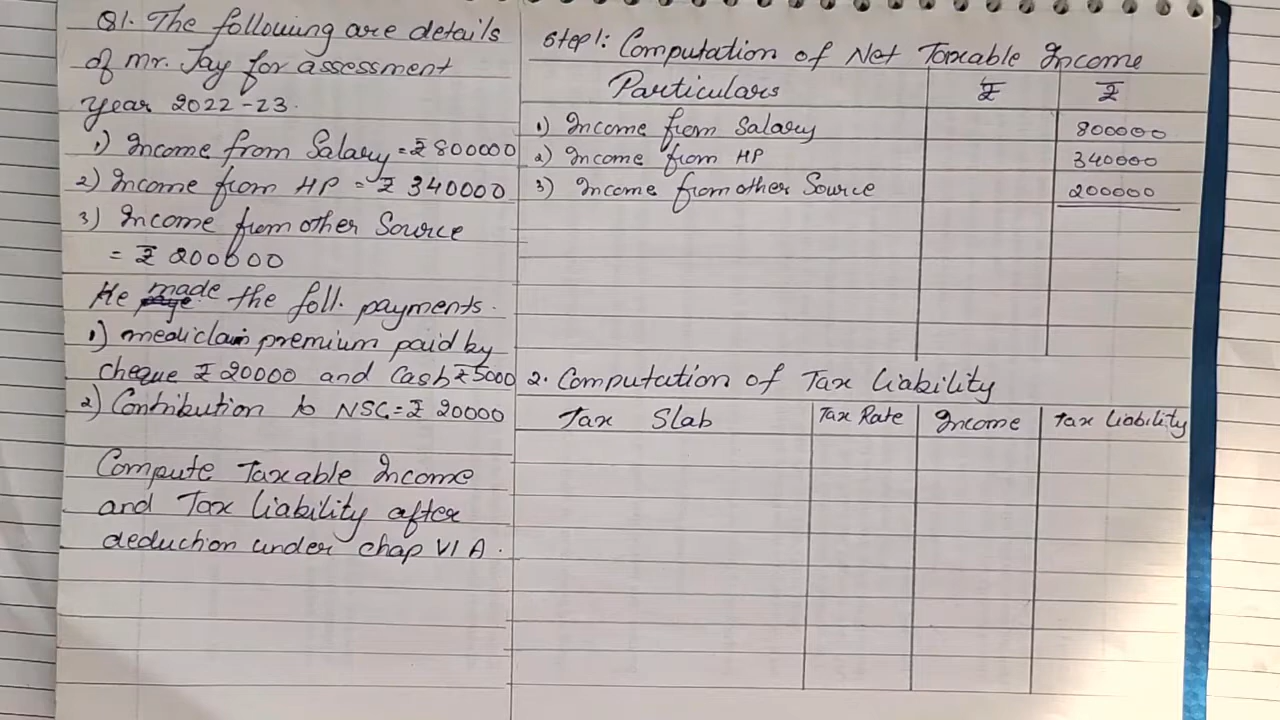 Q1. The following are details
of mr. Jay for assessment
year 2022-23.
1) Income from Salary = ₹ 800000
2) Income from HP = ₹ 340000
3) Income from other Source
= ₹ 200000
He made the foll. payments.
1) mediclaim premium paid by
cheque ₹ 20000 and Cash ₹ 5000
2) Contribution to NSC = ₹ 20000
Compute Taxable Income
and Tax liability after
deduction under chap VI A.
Step 1: Computation of Net Taxable Income
Particulars ₹ ₹
1) Income from Salary 800000
2) Income from HP 340000
3) Income from other Source 200000
2. Computation of Tax liability
Tax Slab Tax Rate Income Tax liability